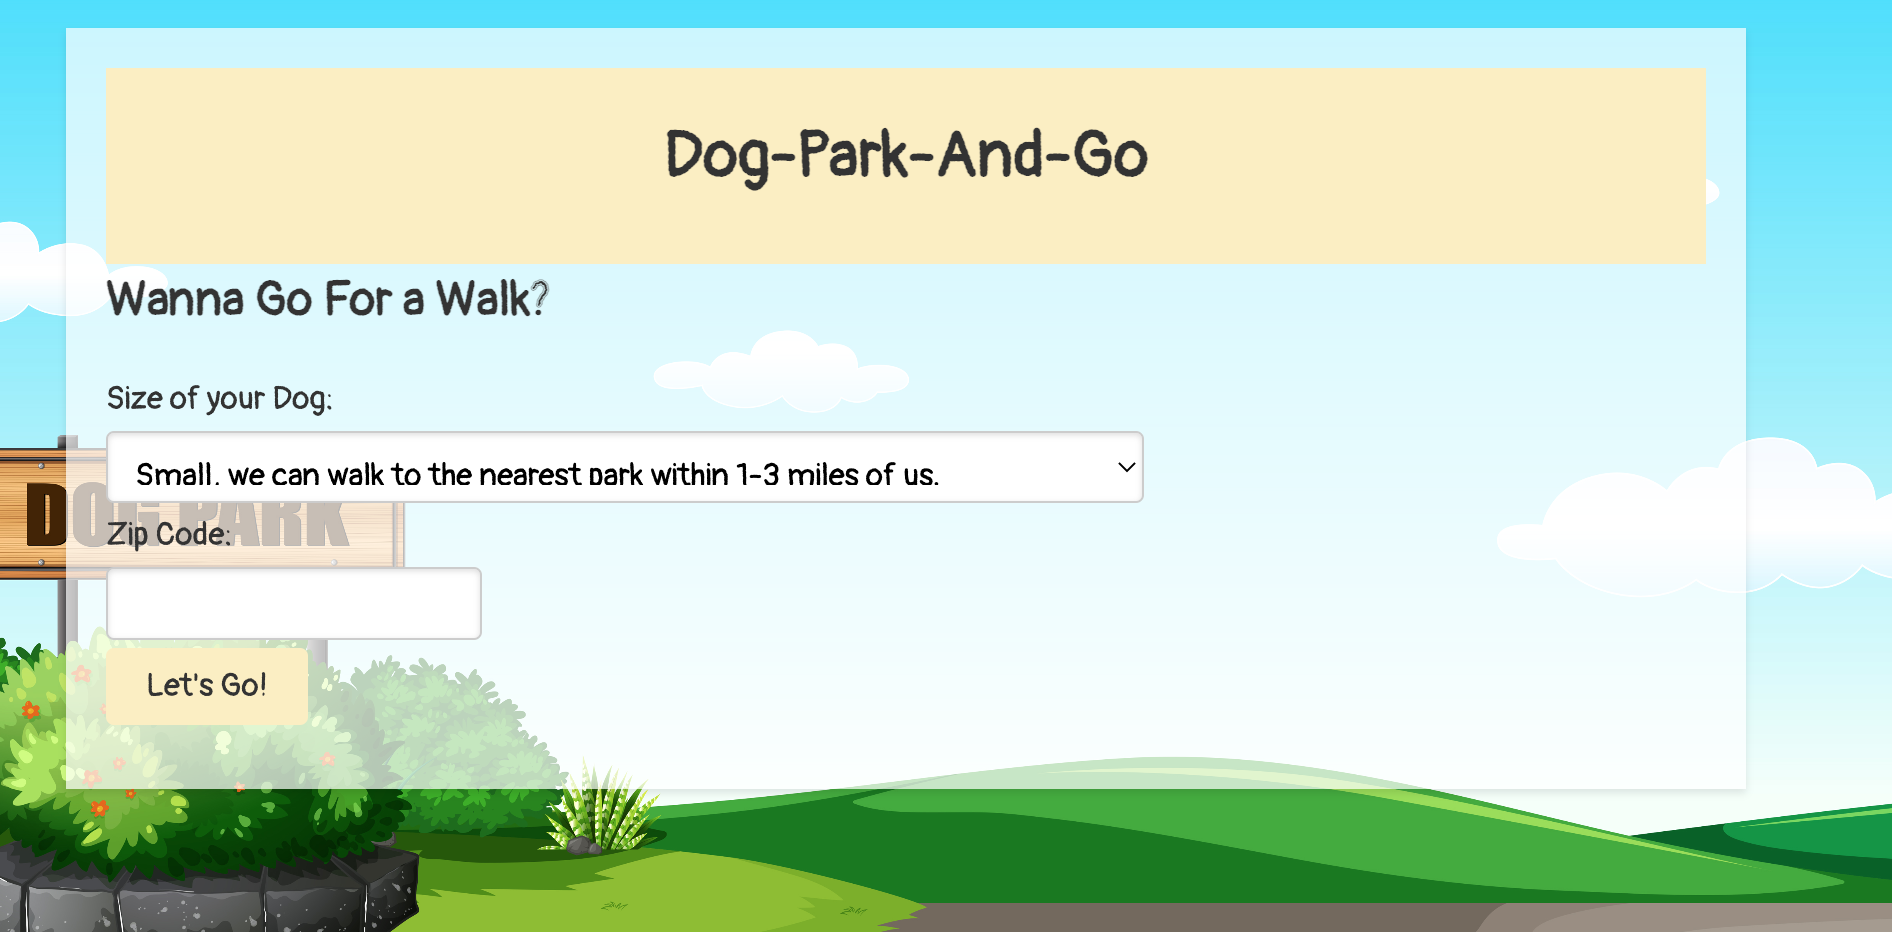 Dog-Park-And-Go
Wanna Go For a Walk?
Size of your Dog:
Small, we can walk to the nearest park within 1-3 miles of us.
DOG PARK
Zip Code:
Let's Go!